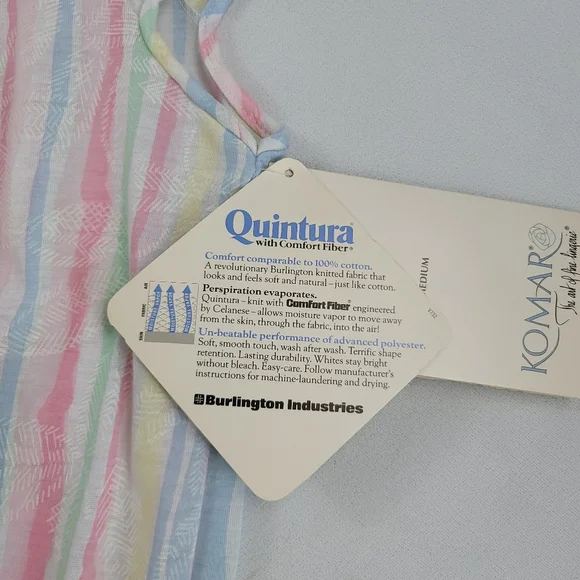 Quintura®
with Comfort Fiber®
Comfort comparable to 100% cotton.
A revolutionary Burlington knitted fabric that
looks and feels soft and natural – just like cotton.
Perspiration evaporates.
Quintura – knit with Comfort Fiber® engineered
by Celanese – allows moisture vapor to move away
from the skin, through the fabric, into the air!
AIR
FABRIC
SKIN
Un-beatable performance of advanced polyester.
Soft, smooth touch, wash after wash. Terrific shape
retention. Lasting durability. Whites stay bright
without bleach. Easy-care. Follow manufacturer's
instructions for machine-laundering and drying.
Burlington Industries
MEDIUM
KOMAR®
The art of fine lingerie®